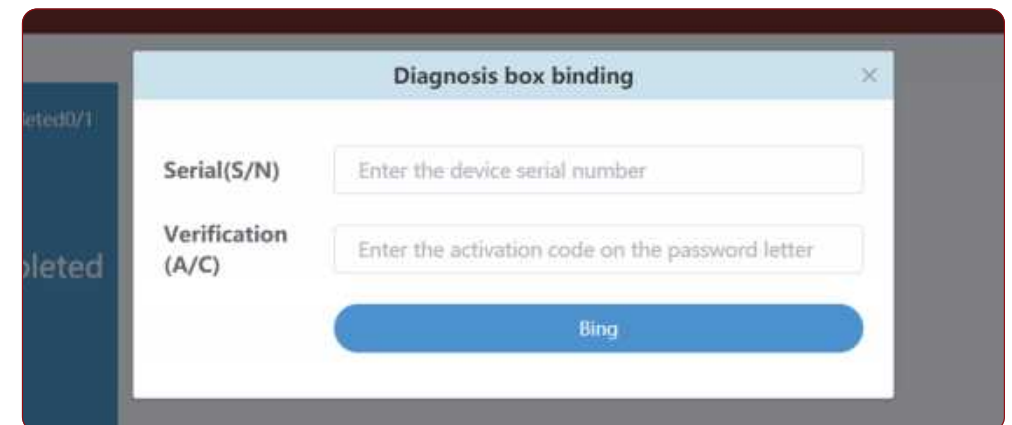 Diagnosis box binding
leted0/1
Serial(S/N)
Enter the device serial number
Verification
(A/C)
Enter the activation code on the password letter
pleted
Bing